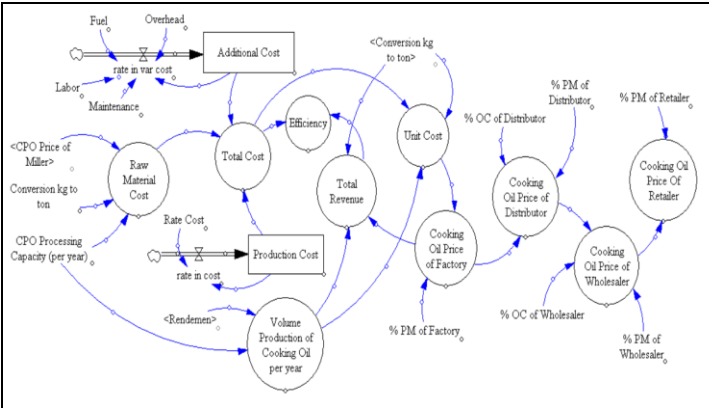 Fuel
Overhead
Additional Cost
rate in var cost
Labor
Maintenance
<Conversion kg
to ton>
% PM of
Distributor
% PM of Retailer
% OC of Distributor
Efficiency
Unit Cost
<CPO Price of
Miller>
Raw
Material
Cost
Total Cost
Total
Revenue
Cooking
Oil Price of
Distributor
Cooking Oil
Price Of
Retailer
Conversion kg to
ton
Rate Cost
CPO Processing
Capacity (per year)
Production Cost
rate in cost
Cooking
Oil Price
of Factory
Cooking
Oil Price of
Wholesaler
<Rendemen>
Volume
Production of
Cooking Oil
per year
% PM of Factory
% OC of Wholesaler
% PM of
Wholesaler